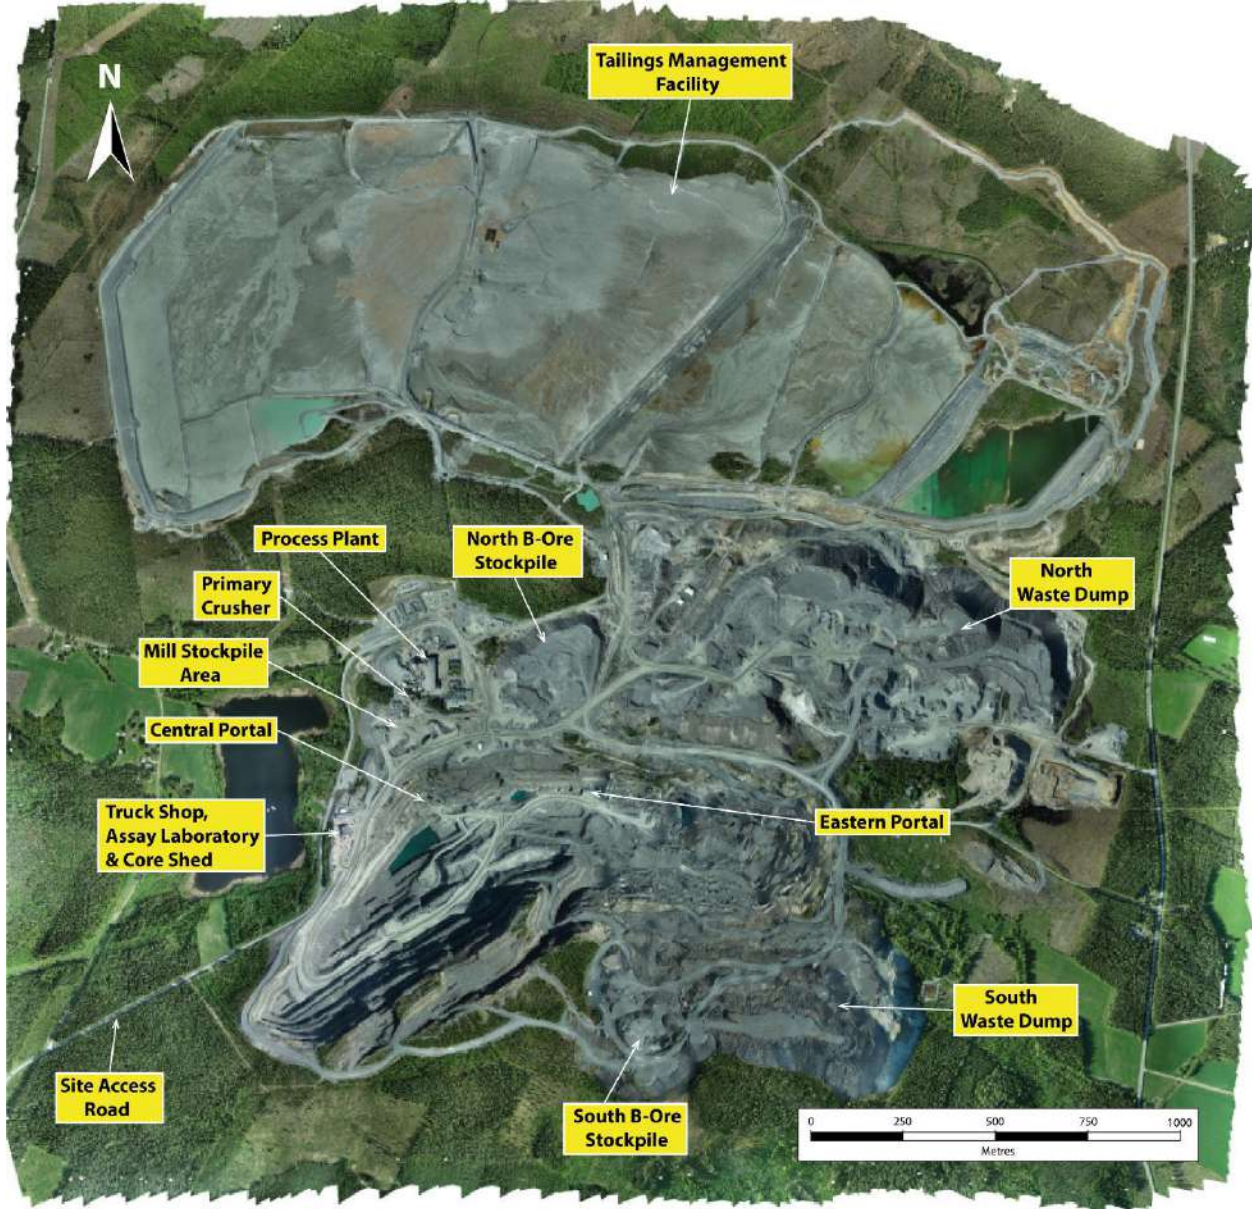 Tailings Management
Facility
N
Process Plant
North B-Ore
Stockpile
Primary
Crusher
North
Waste Dump
Mill Stockpile
Area
Central Portal
Truck Shop,
Assay Laboratory
& Core Shed
Eastern Portal
South
Waste Dump
Site Access
Road
South B-Ore
Stockpile
0 250 500 750 1000
Metres